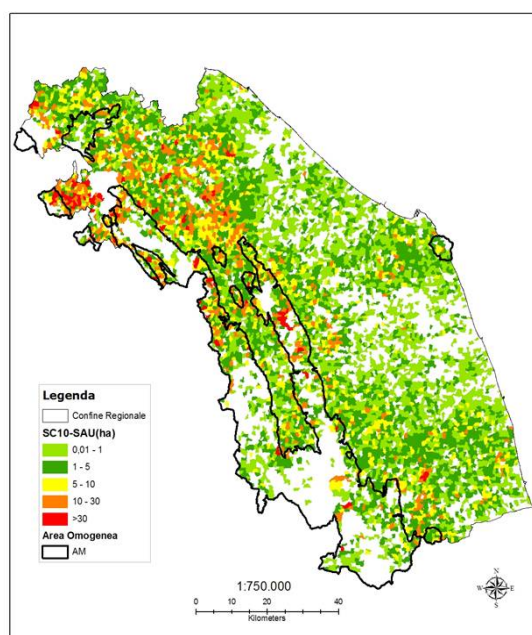 Legenda
Confine Regionale
SC10-SAU(ha)
0,01 - 1
1 - 5
5 - 10
10 - 30
>30
Area Omogenea
AM
1:750.000
0 10 20 40
Kilometers
N
W E
S